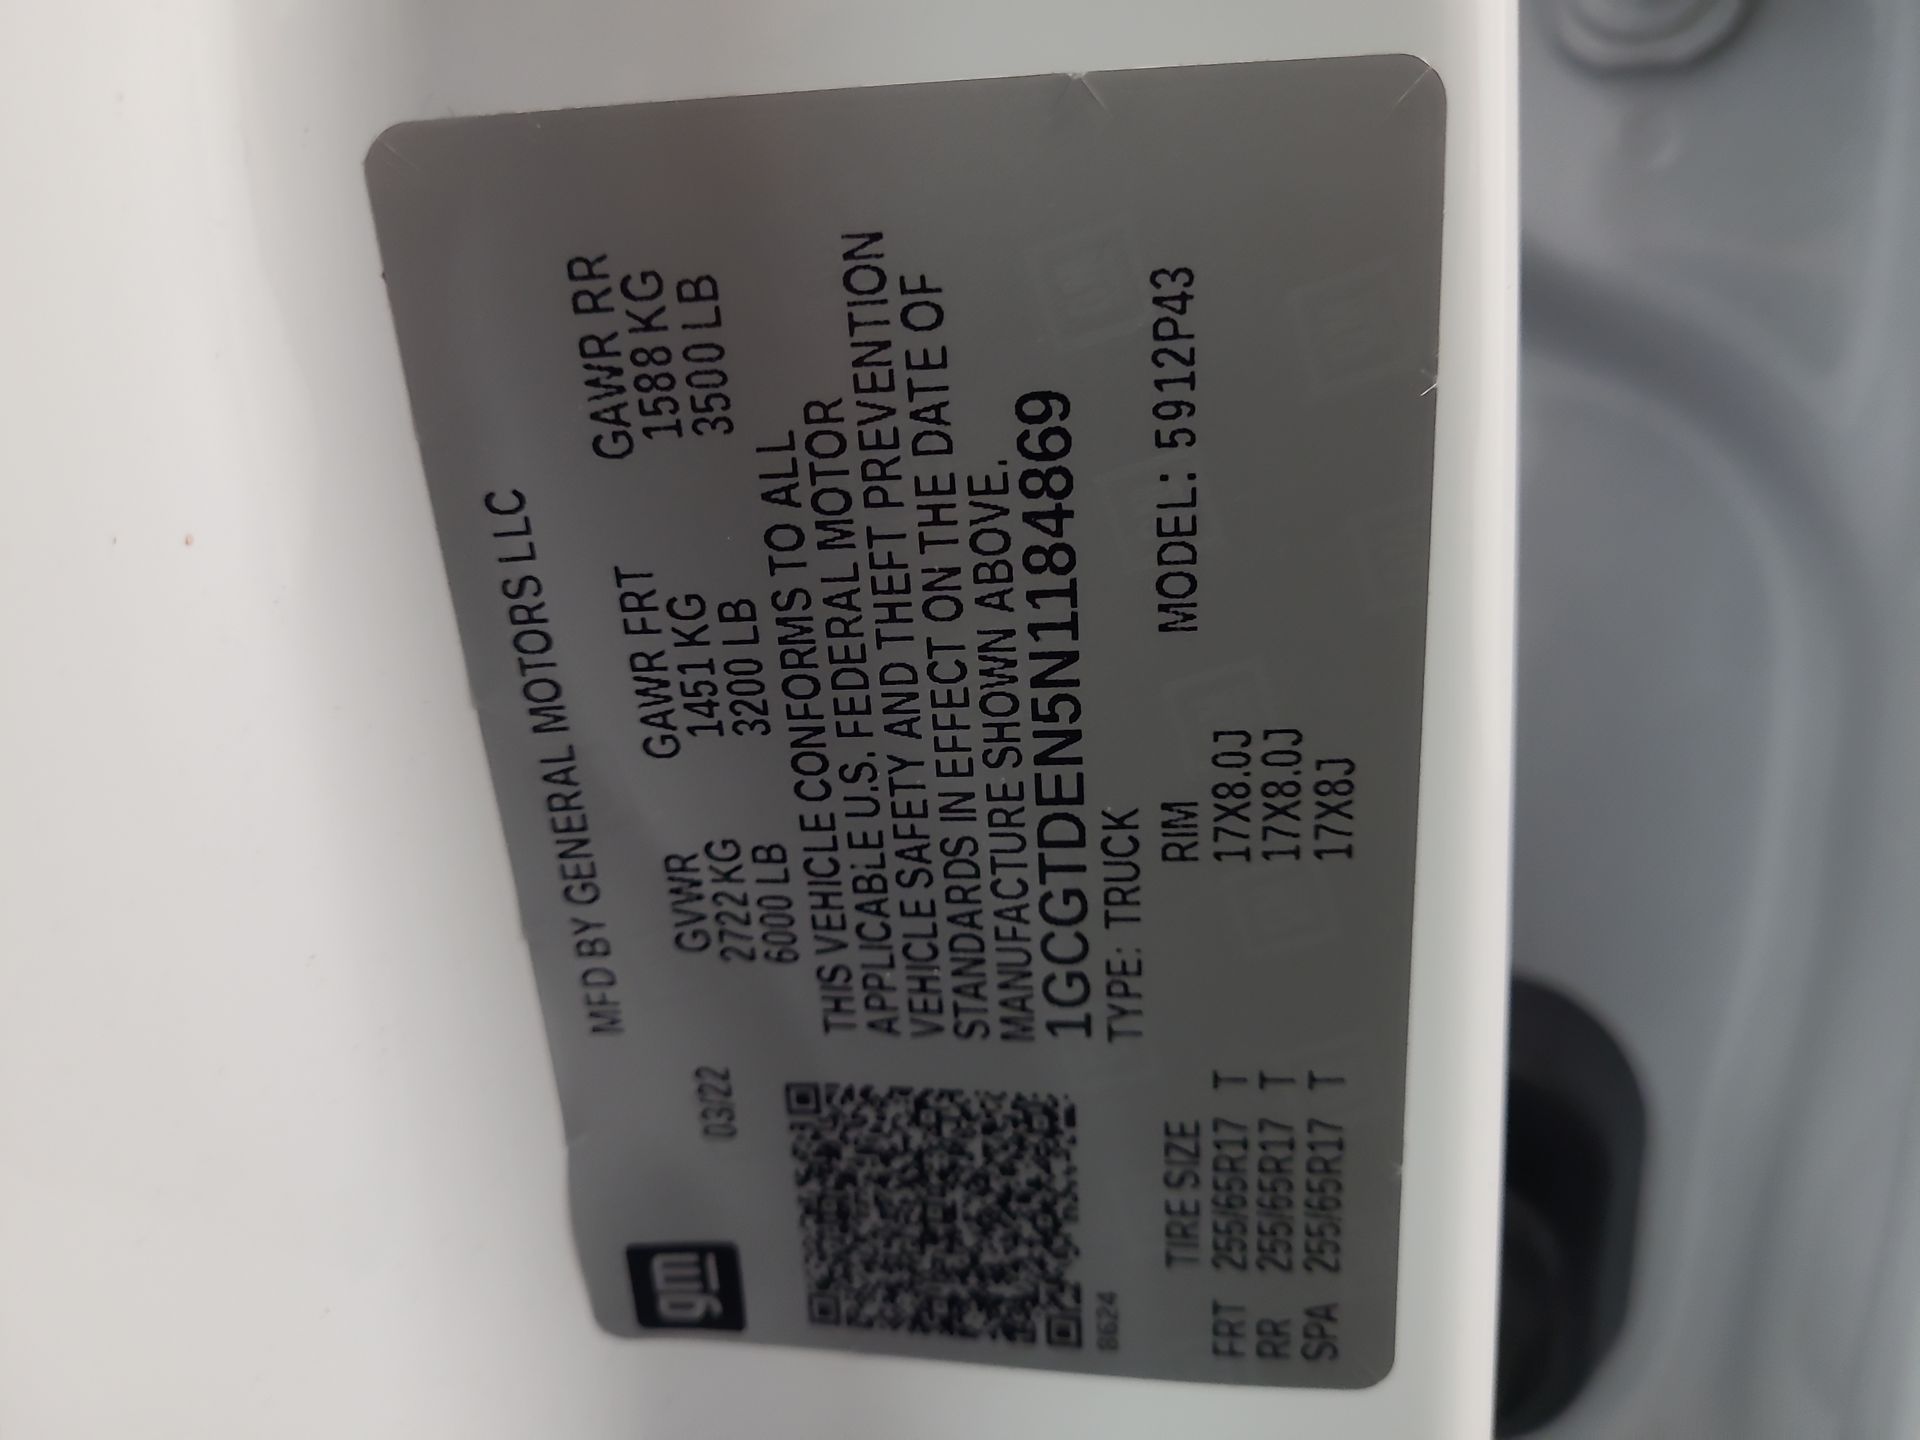 gm
MFD BY GENERAL MOTORS LLC
03/22
GVWR GAWR FRT GAWR RR
2722 KG 1451 KG 1588 KG
6000 LB 3200 LB 3500 LB
THIS VEHICLE CONFORMS TO ALL
APPLICABLE U.S. FEDERAL MOTOR
VEHICLE SAFETY AND THEFT PREVENTION
STANDARDS IN EFFECT ON THE DATE OF
MANUFACTURE SHOWN ABOVE.
1GCGTDEN5N1184869
8624
TYPE: TRUCK
TIRE SIZE RIM MODEL: 5912P43
FRT 255/65R17 T 17X8.0J
RR 255/65R17 T 17X8.0J
SPA 255/65R17 T 17X8J